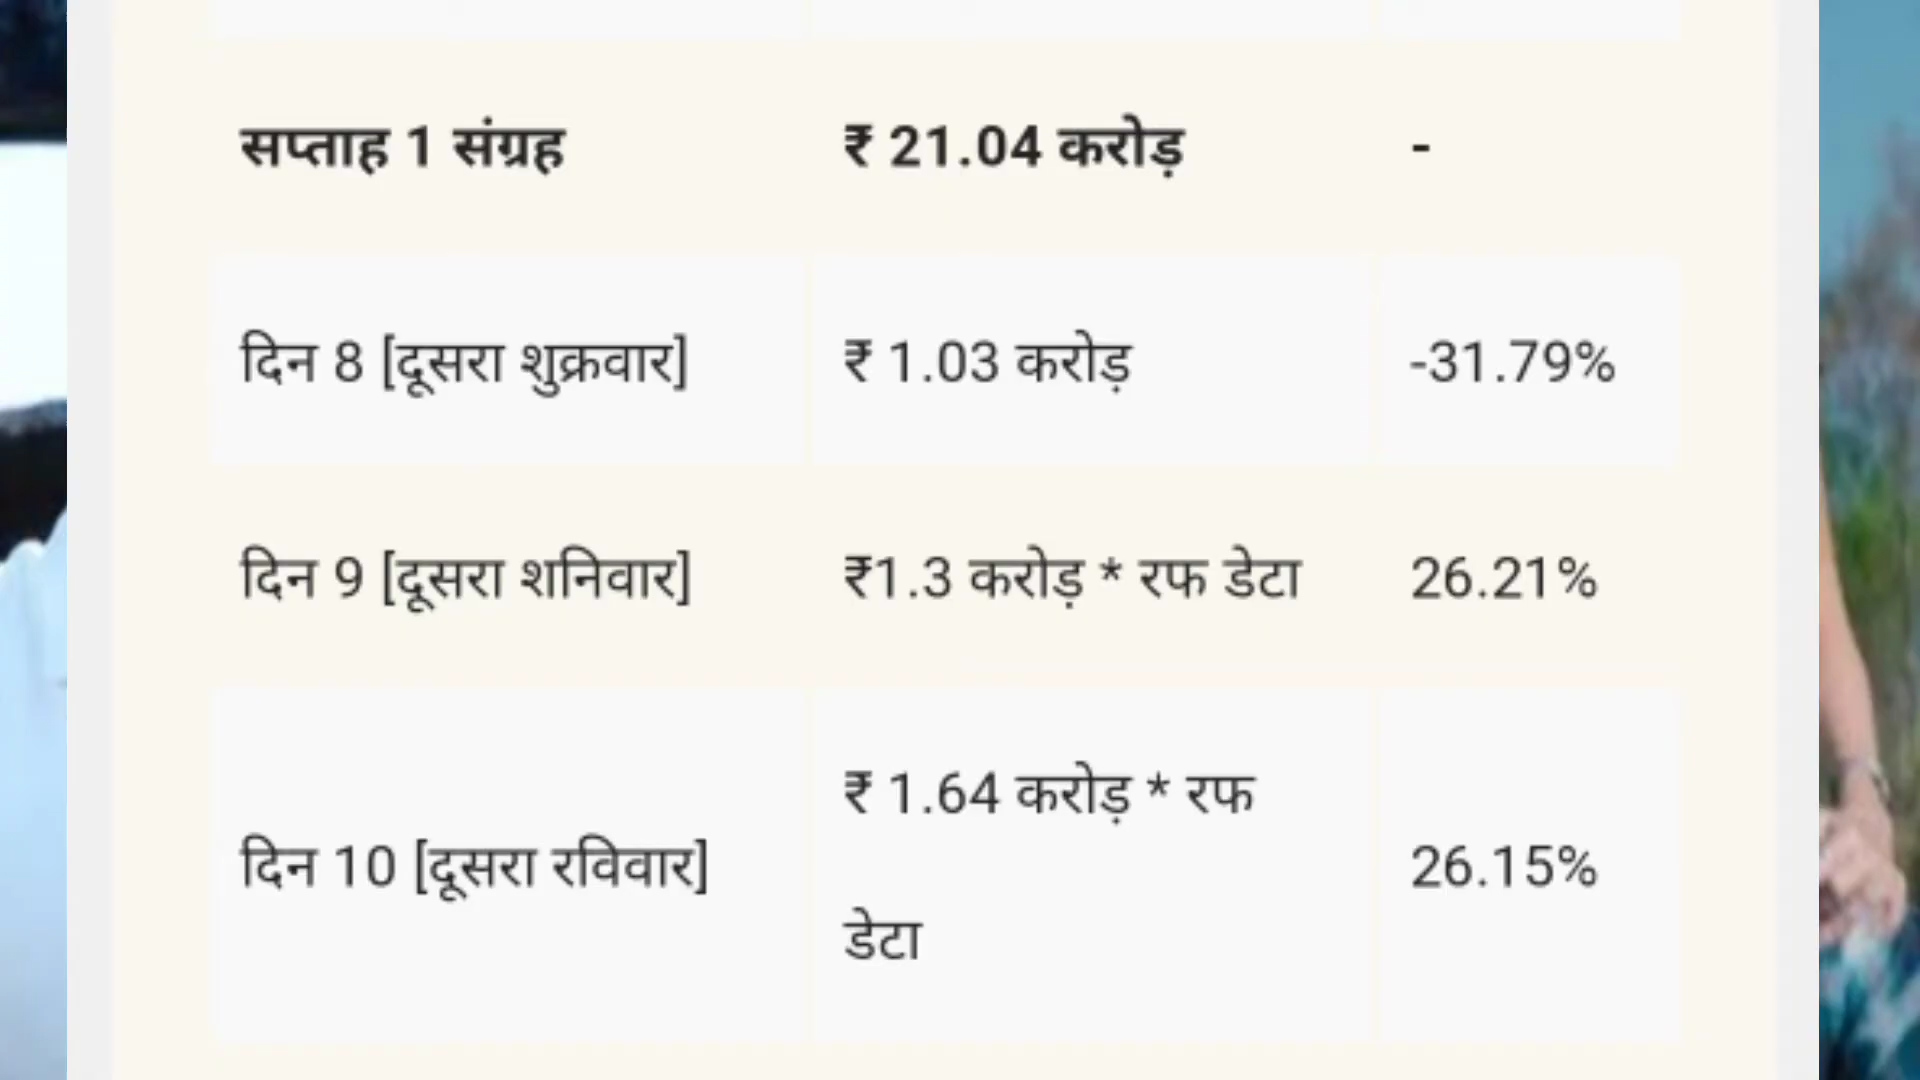 सप्ताह 1 संग्रह ₹ 21.04 करोड़ -
दिन 8 [दूसरा शुक्रवार] ₹ 1.03 करोड़ -31.79%
दिन 9 [दूसरा शनिवार] ₹1.3 करोड़ * रफ डेटा 26.21%
दिन 10 [दूसरा रविवार] ₹ 1.64 करोड़ * रफ 26.15%
डेटा